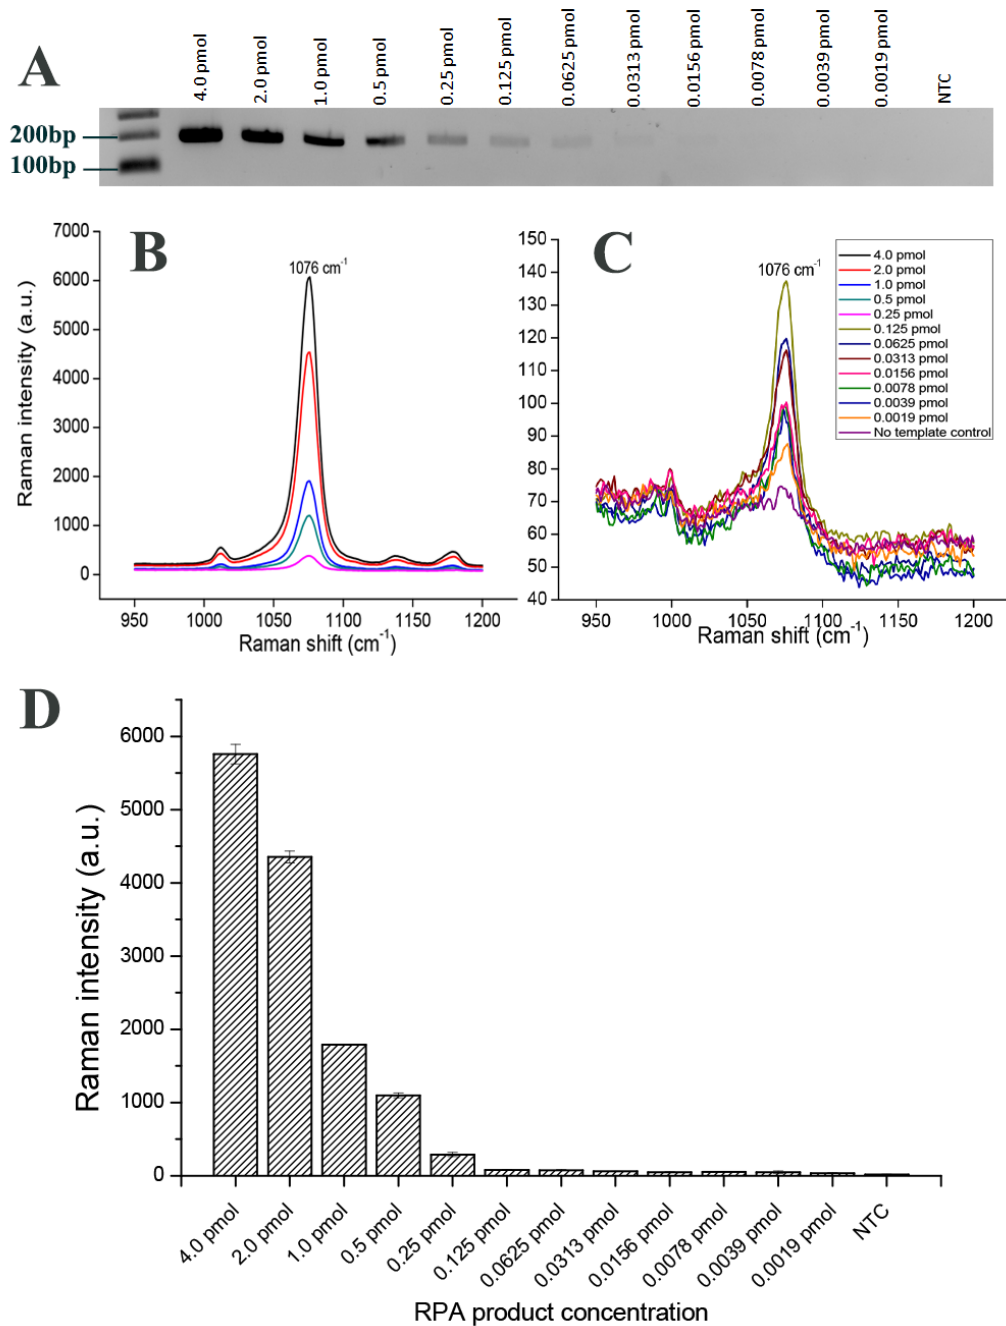 A
4.0 pmol
2.0 pmol
1.0 pmol
0.5 pmol
0.25 pmol
0.125 pmol
0.0625 pmol
0.0313 pmol
0.0156 pmol
0.0078 pmol
0.0039 pmol
0.0019 pmol
NTC
200bp
100bp
B
7000
6000
5000
4000
3000
2000
1000
0
Raman intensity (a.u.)
1076 cm⁻¹
950 1000 1050 1100 1150 1200
Raman shift (cm⁻¹)
C
150
140
130
120
110
100
90
80
70
60
50
40
1076 cm⁻¹
4.0 pmol
2.0 pmol
1.0 pmol
0.5 pmol
0.25 pmol
0.125 pmol
0.0625 pmol
0.0313 pmol
0.0156 pmol
0.0078 pmol
0.0039 pmol
0.0019 pmol
No template control
950 1000 1050 1100 1150 1200
Raman shift (cm⁻¹)
D
6000
5000
4000
3000
2000
1000
0
Raman intensity (a.u.)
4.0 pmol
2.0 pmol
1.0 pmol
0.5 pmol
0.25 pmol
0.125 pmol
0.0625 pmol
0.0313 pmol
0.0156 pmol
0.0078 pmol
0.0039 pmol
0.0019 pmol
NTC
RPA product concentration